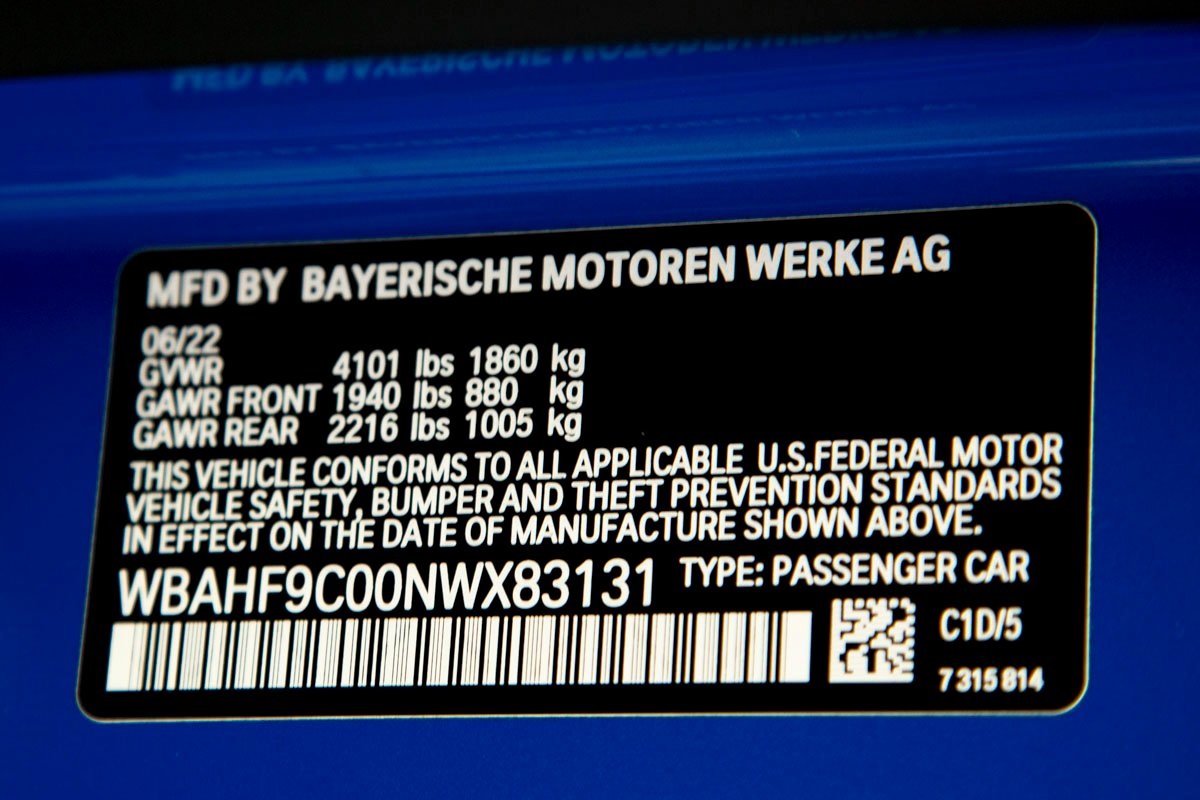 MFD BY BAYERISCHE MOTOREN WERKE AG
06/22
GVWR 4101 lbs 1860 kg
GAWR FRONT 1940 lbs 880 kg
GAWR REAR 2216 lbs 1005 kg
THIS VEHICLE CONFORMS TO ALL APPLICABLE U.S.FEDERAL MOTOR
VEHICLE SAFETY, BUMPER AND THEFT PREVENTION STANDARDS
IN EFFECT ON THE DATE OF MANUFACTURE SHOWN ABOVE.
WBAHF9C00NWX83131 TYPE: PASSENGER CAR
C1D/5
7 315 814